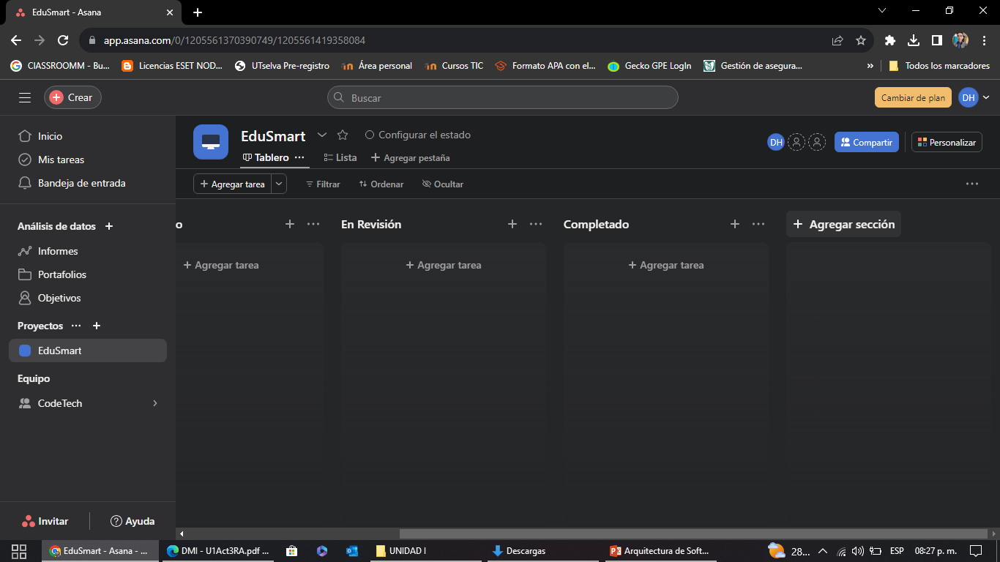 EduSmart - Asana
app.asana.com/0/1205561370390749/1205561419358084
ClASSROOMM - Bu...
Licencias ESET NOD...
UTselva Pre-registro
Área personal
Cursos TIC
Formato APA con el...
Gecko GPE LogIn
Gestión de asegura...
»
Todos los marcadores
Crear
Buscar
Cambiar de plan
DH
Inicio
Mis tareas
Bandeja de entrada
Análisis de datos +
Informes
Portafolios
Objetivos
Proyectos ... +
EduSmart
Equipo
CodeTech
Invitar
Ayuda
EduSmart
Configurar el estado
Tablero ...
Lista
+ Agregar pestaña
DH
Compartir
Personalizar
+ Agregar tarea
Filtrar
Ordenar
Ocultar
...
o + ...
En Revisión + ...
Completado + ...
+ Agregar sección
+ Agregar tarea
+ Agregar tarea
+ Agregar tarea
EduSmart - Asana - ...
DMI - U1Act3RA.pdf ...
UNIDAD I
Descargas
Arquitectura de Soft...
28...
ESP
08:27 p. m.